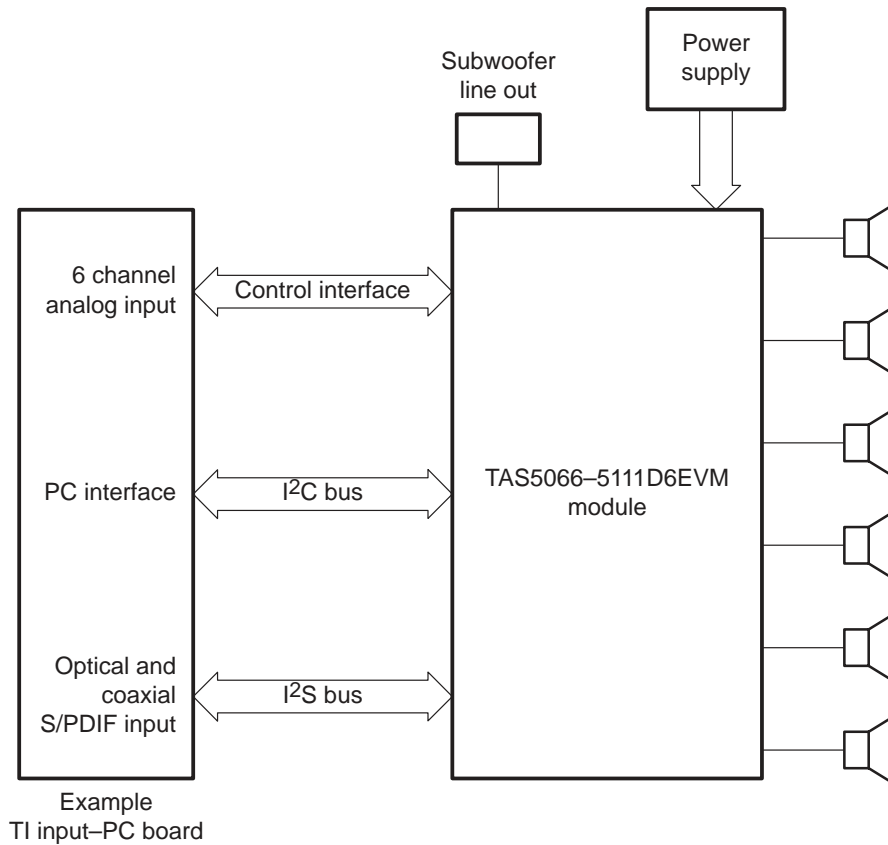 Power
supply
Subwoofer
line out
6 channel
analog input
Control interface
PC interface
I²C bus
TAS5066–5111D6EVM
module
Optical and
coaxial
S/PDIF input
I²S bus
Example
TI input–PC board